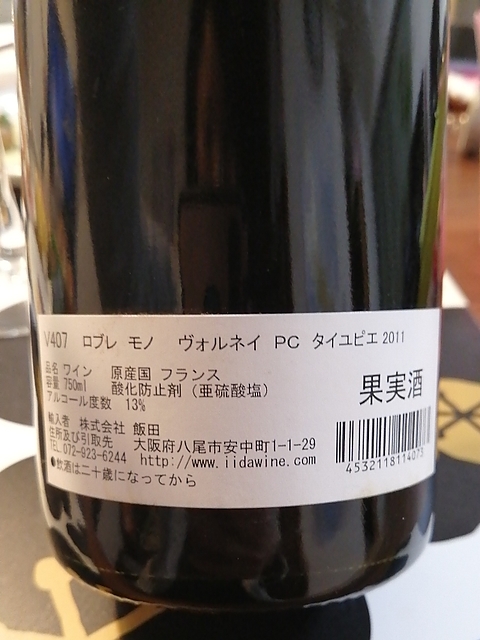 V407 ロブレ モノ ヴォルネイ PC タイユピエ 2011
品名 ワイン 原産国 フランス
容量 750ml 酸化防止剤（亜硫酸塩）
アルコール度数 13%
果実酒
輸入者 株式会社 飯田
住所及び引取先 大阪府八尾市安中町1-1-29
TEL.072-923-6244 http://www.iidawine.com
●飲酒は二十歳になってから
4532118114075